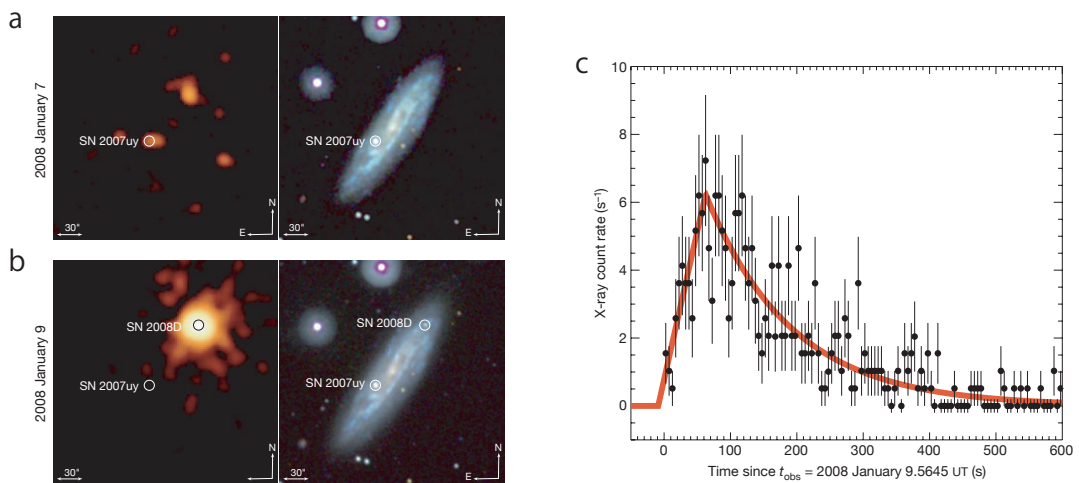 a
2008 January 7
SN 2007uy
30"
N
E
SN 2007uy
30"
N
E
b
2008 January 9
SN 2008D
SN 2007uy
30"
N
E
SN 2008D
SN 2007uy
30"
N
E
c
X-ray count rate (s⁻¹)
10
8
6
4
2
0
0 100 200 300 400 500 600
Time since t_obs = 2008 January 9.5645 UT (s)